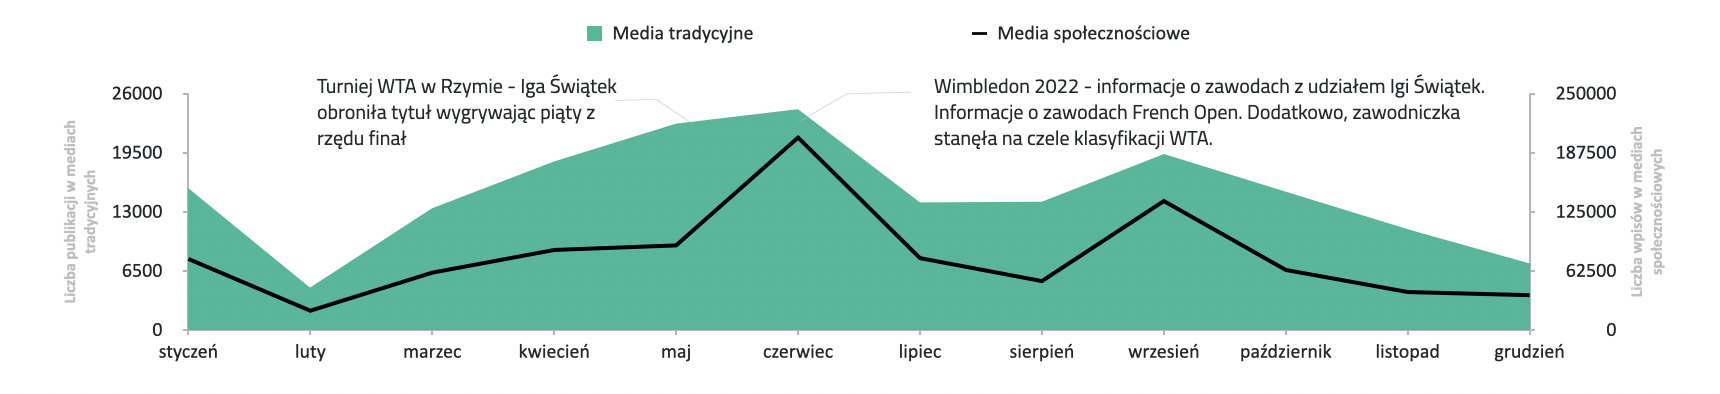 Media tradycyjne
Media społecznościowe
Turniej WTA w Rzymie - Iga Świątek
obroniła tytuł wygrywając piąty z
rzędu finał
Wimbledon 2022 - informacje o zawodach z udziałem Igi Świątek.
Informacje o zawodach French Open. Dodatkowo, zawodniczka
stanęła na czele klasyfikacji WTA.
Liczba publikacji w mediach
tradycyjnych
26000
19500
13000
6500
0
250000
187500
125000
62500
0
Liczba wpisów w mediach
społecznościowych
styczeń
luty
marzec
kwiecień
maj
czerwiec
lipiec
sierpień
wrzesień
październik
listopad
grudzień